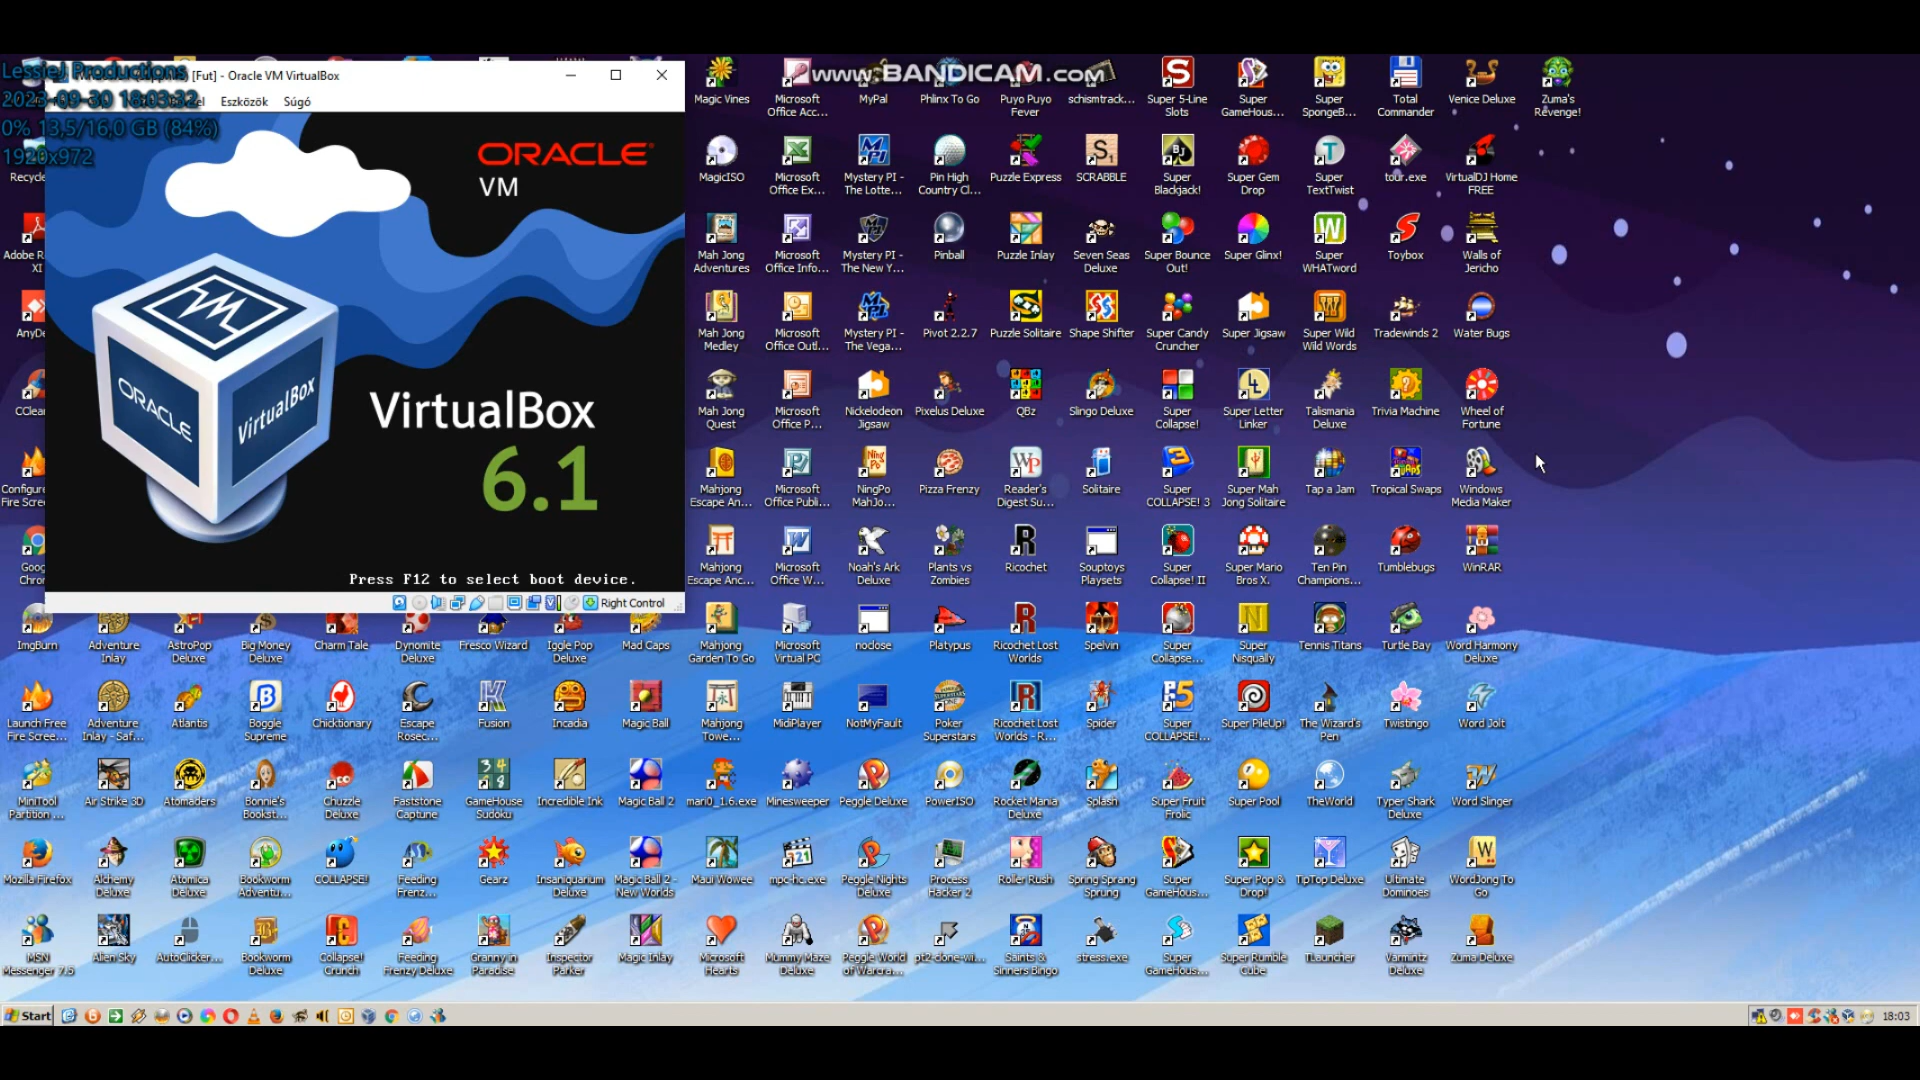 LessieJ Productions
[Fut] - Oracle VM VirtualBox
2023-09-30 18:03:32
Eszközök
Súgó
0% 13,5/16,0 GB (84%)
1920x972
www.BANDICAM.com
ORACLE
VM
ORACLE
VirtualBox
VirtualBox
6.1
Press F12 to select boot device.
Right Control
Magic Vines
Microsoft
Office Acc...
MyPal
Phlinx To Go
Puyo Puyo
Fever
schismtrack...
Super 5-Line
Slots
Super
GameHous...
Super
SpongeB...
Total
Commander
Venice Deluxe
Zuma's
Revenge!
Recycle
MagicISO
Microsoft
Office Ex...
Mystery PI -
The Lotte...
Pin High
Country Cl...
Puzzle Express
SCRABBLE
Super
Blackjack!
Super Gem
Drop
Super
TextTwist
tour.exe
VirtualDJ Home
FREE
Adobe R
XI
Mah Jong
Adventures
Microsoft
Office Info...
Mystery PI -
The New Y...
Pinball
Puzzle Inlay
Seven Seas
Deluxe
Super Bounce
Out!
Super Glinx!
Super
WHATword
Toybox
Walls of
Jericho
AnyDe
Mah Jong
Medley
Microsoft
Office Outl...
Mystery PI -
The Vega...
Pivot 2.2.7
Puzzle Solitaire
Shape Shifter
Super Candy
Cruncher
Super Jigsaw
Super Wild
Wild Words
Tradewinds 2
Water Bugs
CClea
Mah Jong
Quest
Microsoft
Office P...
Nickelodeon
Jigsaw
Pixelus Deluxe
QBz
Slingo Deluxe
Super
Collapse!
Super Letter
Linker
Talismania
Deluxe
Trivia Machine
Wheel of
Fortune
Configure
Fire Scre
Mahjong
Escape An...
Microsoft
Office Publi...
NingPo
MahJo...
Pizza Frenzy
Reader's
Digest Su...
Solitaire
Super
COLLAPSE! 3
Super Mah
Jong Solitaire
Tap a Jam
Tropical Swaps
Windows
Media Maker
Goog
Chron
Mahjong
Escape Anc...
Microsoft
Office W...
Noah's Ark
Deluxe
Plants vs
Zombies
Ricochet
Souptoys
Playsets
Super
Collapse! II
Super Mario
Bros X.
Ten Pin
Champions...
Tumblebugs
WinRAR
ImgBurn
Adventure
Inlay
AstroPop
Deluxe
Big Money
Deluxe
Charm Tale
Dynomite
Deluxe
Fresco Wizard
Iggle Pop
Deluxe
Mad Caps
Mahjong
Garden To Go
Microsoft
Virtual PC
noclose
Platypus
Ricochet Lost
Worlds
Spelvin
Super
Collapse...
Super
Nisqually
Tennis Titans
Turtle Bay
Word Harmony
Deluxe
Launch Free
Fire Scree...
Adventure
Inlay - Saf...
Atlantis
Boggle
Supreme
Chicktionary
Escape
Rosec...
Fusion
Incadia
Magic Ball
Mahjong
Towe...
MidiPlayer
NotMyFault
Poker
Superstars
Ricochet Lost
Worlds - R...
Spider
Super
COLLAPSE!...
Super PileUp!
The Wizard's
Pen
Twistingo
Word Jolt
MiniTool
Partition ...
Air Strike 3D
Atomaders
Bonnie's
Bookst...
Chuzzle
Deluxe
Faststone
Captune
GameHouse
Sudoku
Incredible Ink
Magic Ball 2
mari0_1.6.exe
Minesweeper
Peggle Deluxe
PowerISO
Rocket Mania
Deluxe
Splash
Super Fruit
Frolic
Super Pool
TheWorld
Typer Shark
Deluxe
Word Slinger
Mozilla Firefox
Alchemy
Deluxe
Atomica
Deluxe
Bookworm
Adventu...
COLLAPSE!
Feeding
Frenz...
Gearz
Insaniquarium
Deluxe
Magic Ball 2 -
New Worlds
Maui Wowee
mpc-hc.exe
Peggle Nights
Deluxe
Process
Hacker 2
Roller Rush
Spring Sprang
Sprung
Super
GameHous...
Super Pop &
Drop!
TipTop Deluxe
Ultimate
Dominoes
WordJong To
Go
MSN
Messenger 7.5
Alien Sky
AutoClicker...
Bookworm
Deluxe
Collapse!
Crunch
Feeding
Frenzy Deluxe
Granny in
Paradise
Inspector
Parker
Magic Inlay
Microsoft
Hearts
Mummy Maze
Deluxe
Peggle World
of Warcra...
pt2-clone-wi...
Saints &
Sinners Bingo
stress.exe
Super
GameHous...
Super Rumble
Cube
TLauncher
Varmintz
Deluxe
Zuma Deluxe
Start
18:03